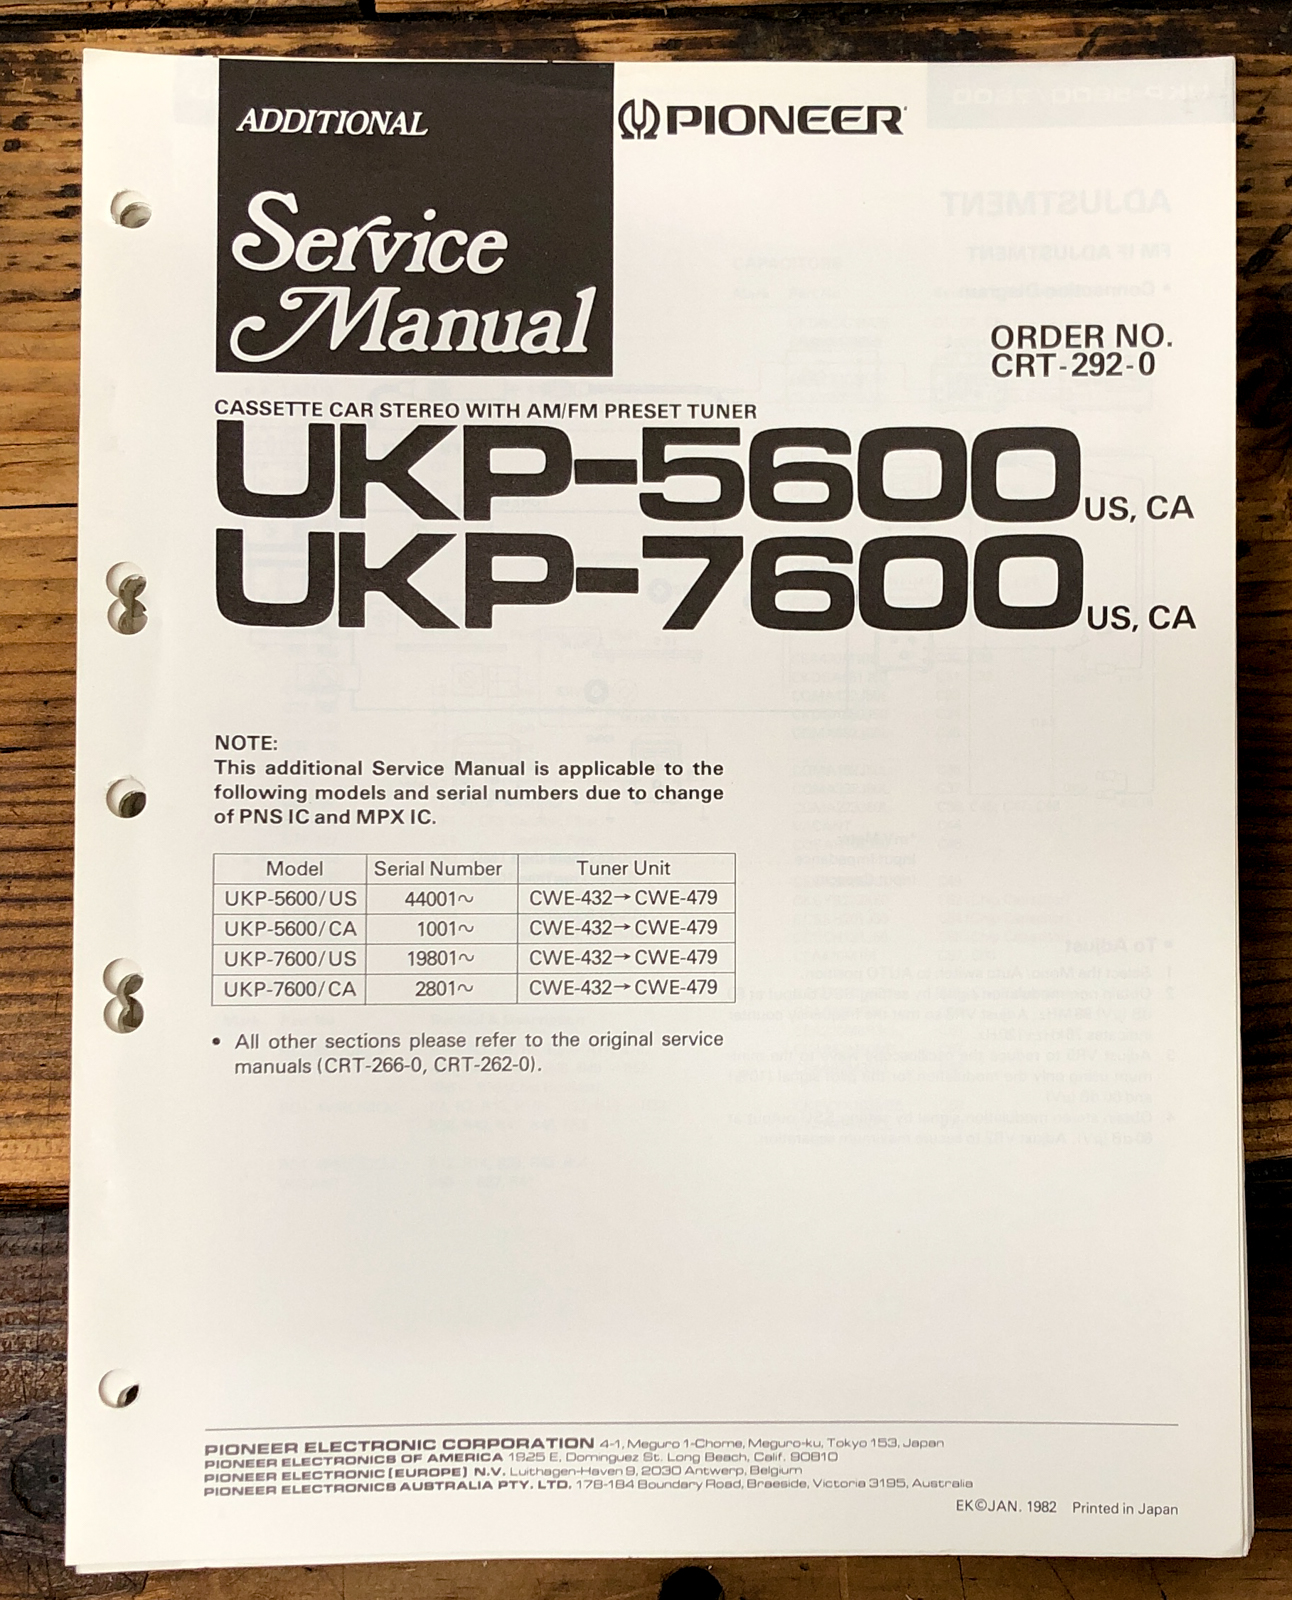 ADDITIONAL
Service
Manual
PIONEER
ORDER NO.
CRT-292-0
CASSETTE CAR STEREO WITH AM/FM PRESET TUNER
UKP-5600 US, CA
UKP-7600 US, CA
NOTE:
This additional Service Manual is applicable to the
following models and serial numbers due to change
of PNS IC and MPX IC.
Model Serial Number Tuner Unit
UKP-5600/US 44001~ CWE-432→CWE-479
UKP-5600/CA 1001~ CWE-432→CWE-479
UKP-7600/US 19801~ CWE-432→CWE-479
UKP-7600/CA 2801~ CWE-432→CWE-479
• All other sections please refer to the original service
manuals (CRT-266-0, CRT-262-0).
PIONEER ELECTRONIC CORPORATION 4-1, Meguro 1-Chome, Meguro-ku, Tokyo 153, Japan
PIONEER ELECTRONICS OF AMERICA 1925 E, Dominguez St. Long Beach, Calif. 90810
PIONEER ELECTRONIC (EUROPE) N.V. Luithagen-Haven 9, 2030 Antwerp, Belgium
PIONEER ELECTRONICS AUSTRALIA PTY. LTD. 178-184 Boundary Road, Braeside, Victoria 3195, Australia
EK©JAN. 1982 Printed in Japan